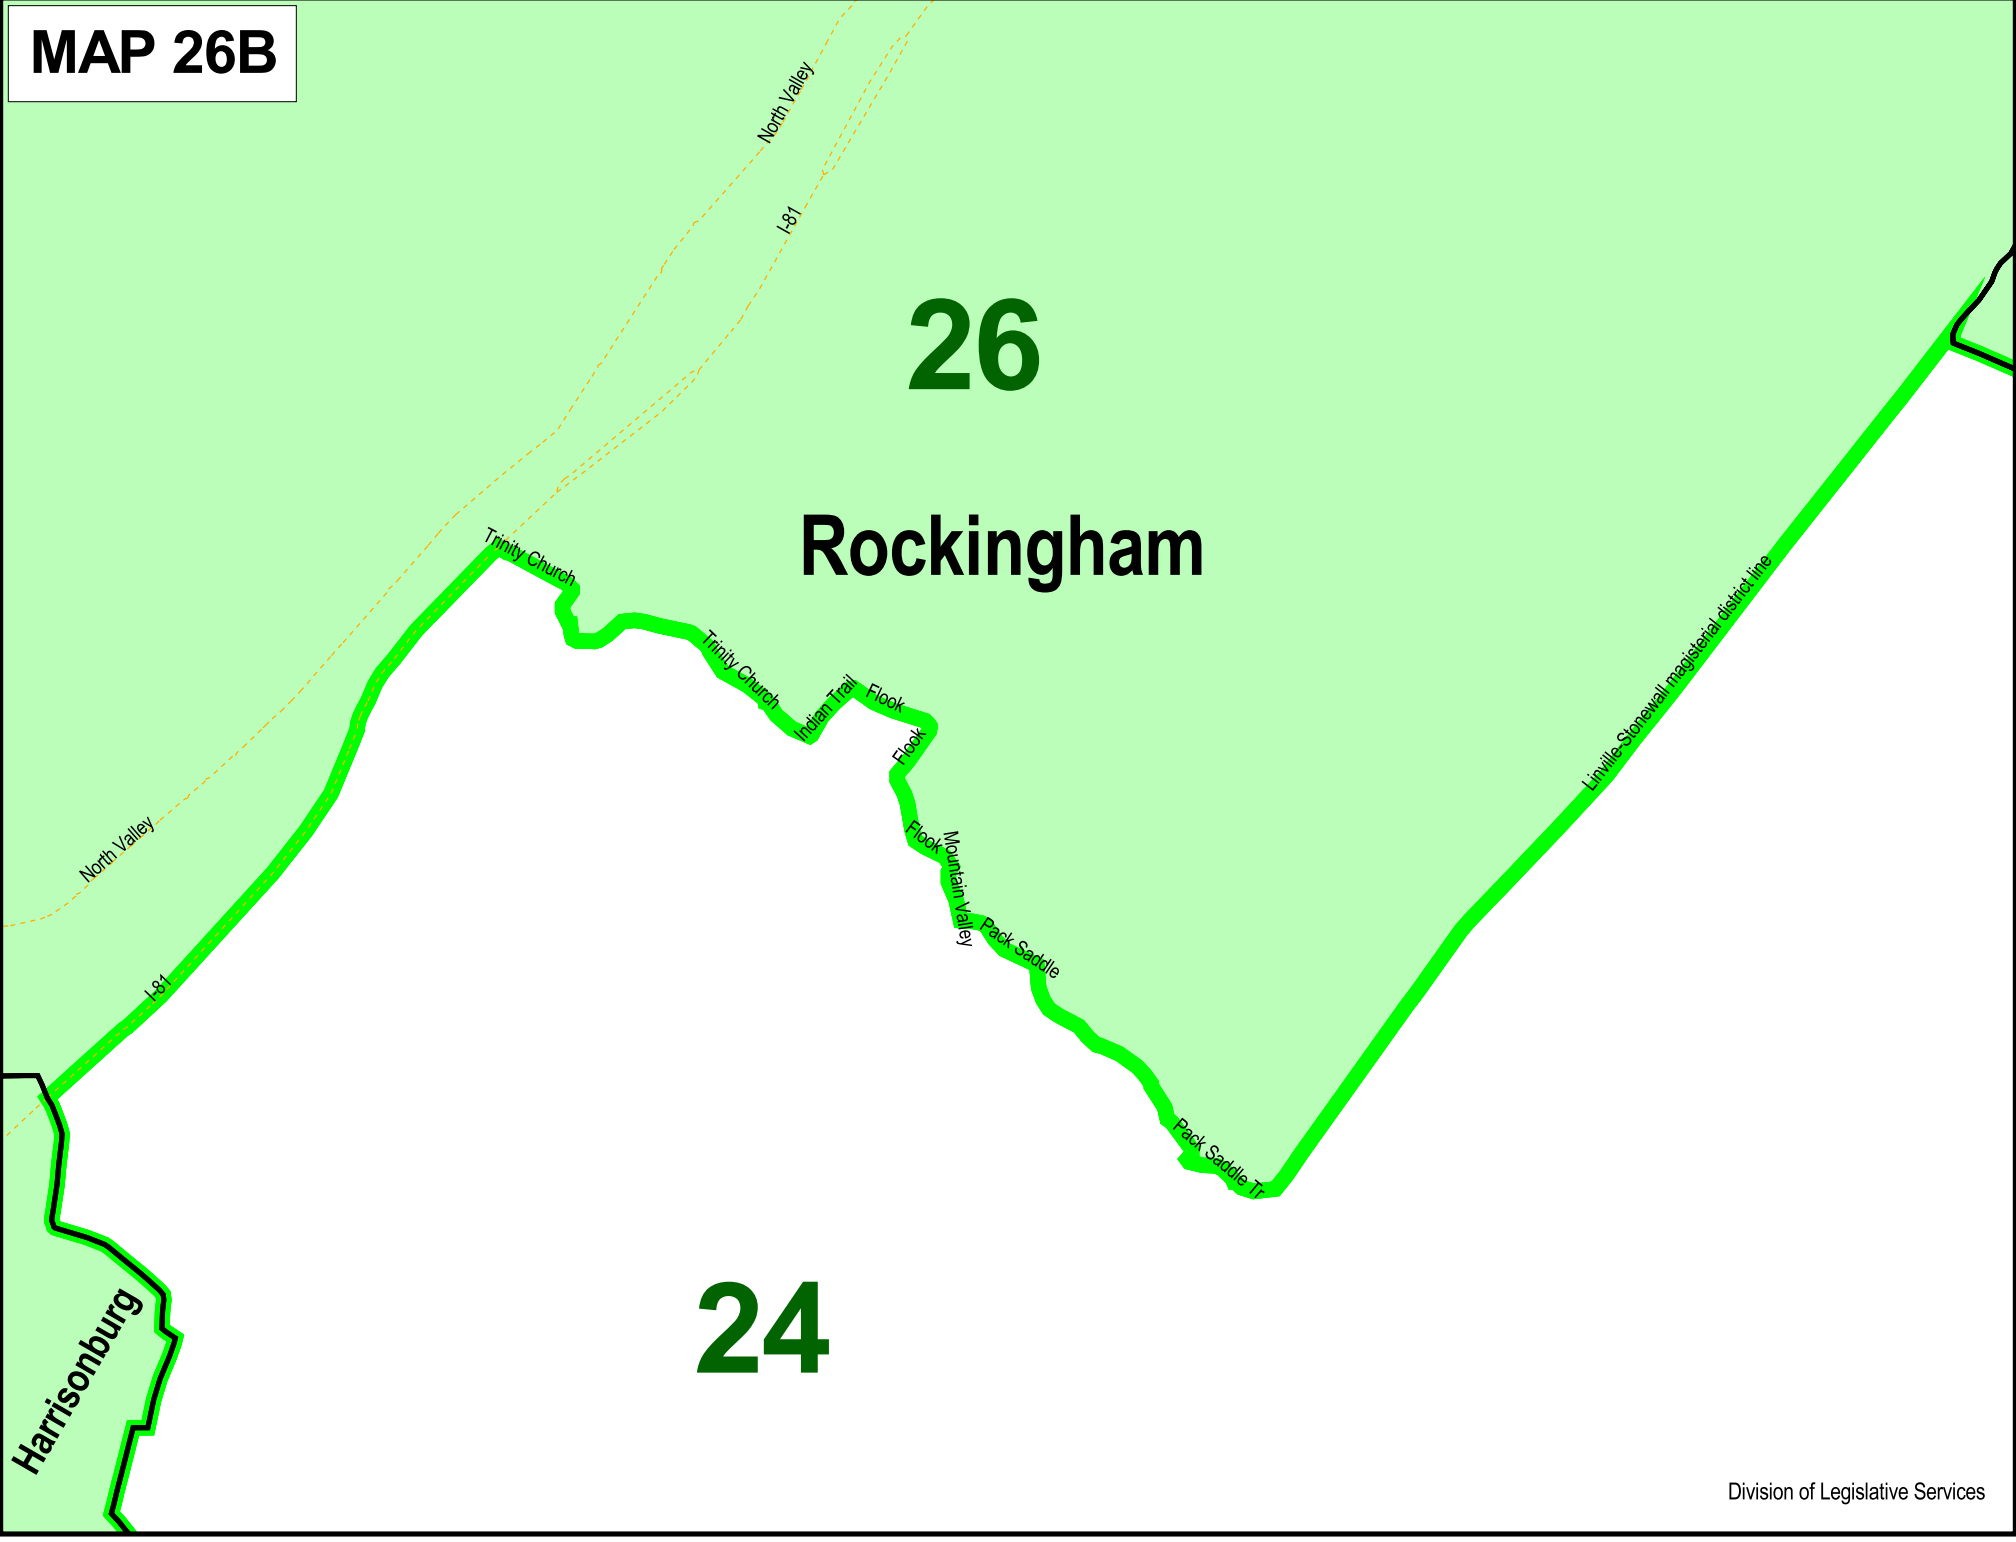 MAP 26B
North Valley
I-81
26
Rockingham
Trinity Church
Linville-Stonewall magisterial district line
Trinity Church
Indian Trail
Flook
Flook
Flook
Mountain Valley
North Valley
Pack Saddle
I-81
Pack Saddle Tr
24
Harrisonburg
Division of Legislative Services